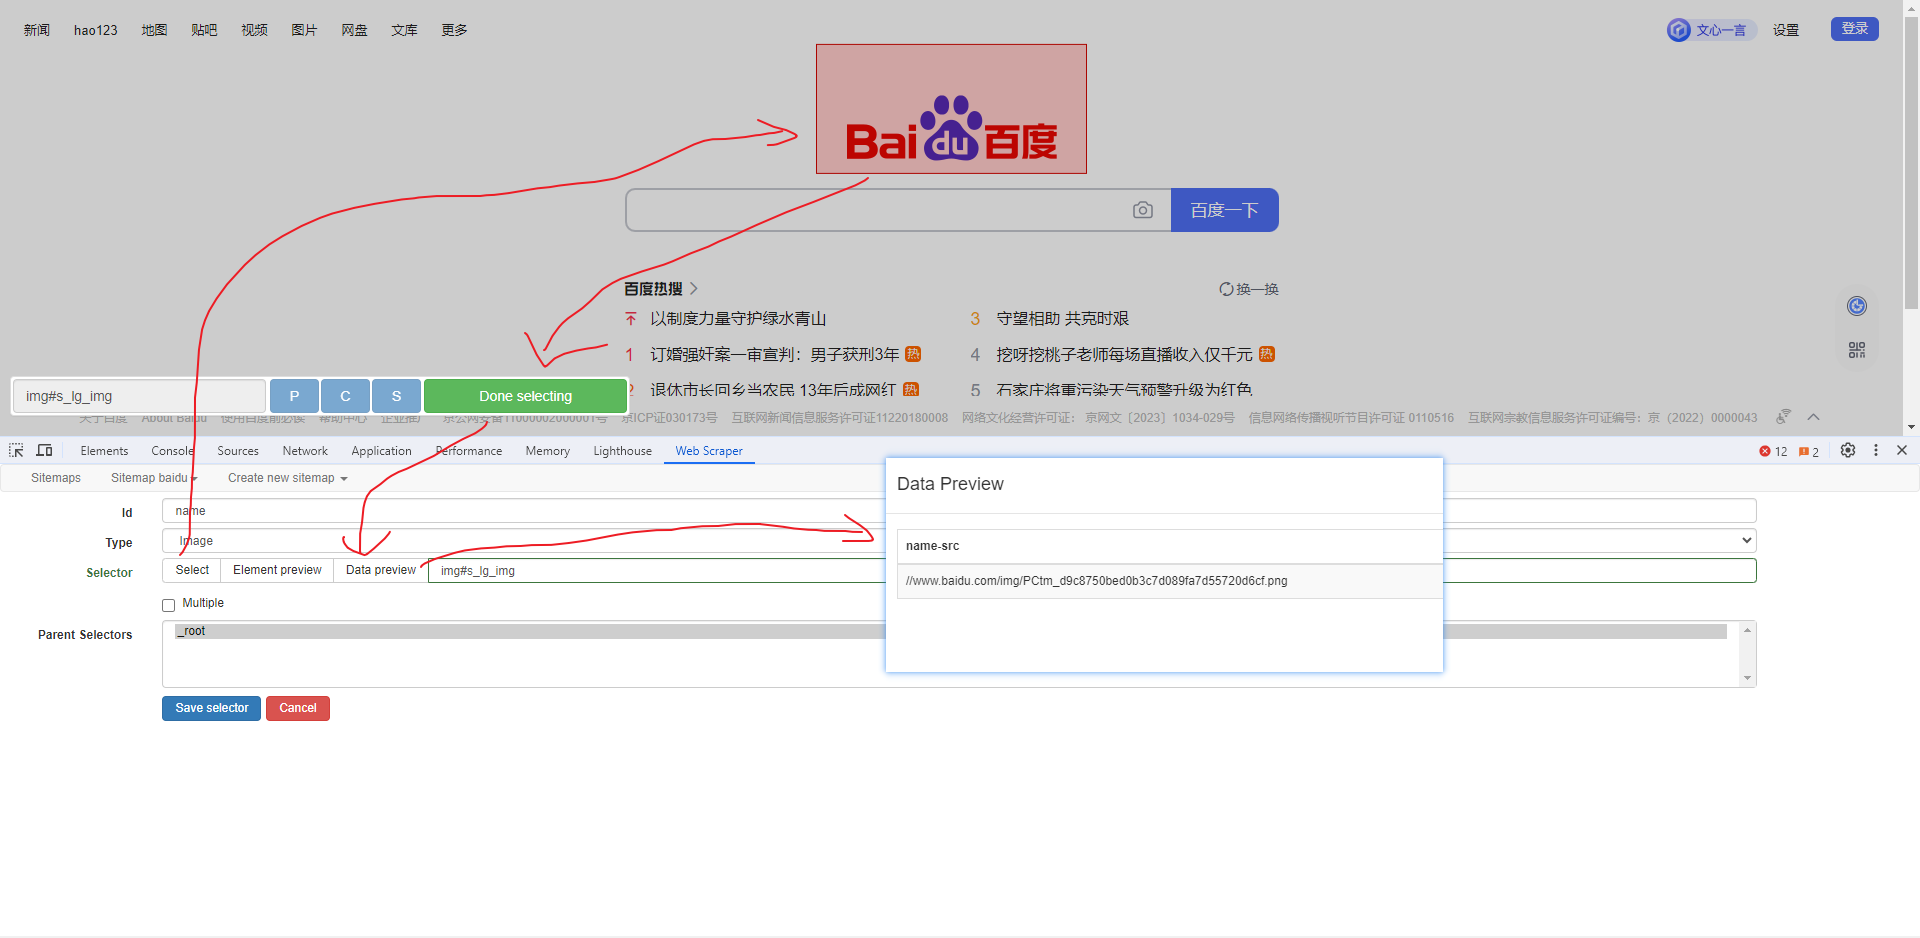 新闻 hao123 地图 贴吧 视频 图片 网盘 文库 更多 文心一言 设置 登录
Bai du 百度
百度一下
百度热搜 换一换
以制度力量守护绿水青山 3 守望相助 共克时艰
1 订婚强奸案一审宣判：男子获刑3年 热 4 挖呀挖桃子老师每场直播收入仅千元 热
2 退休市长回乡当农民 13年后成网红 热 5 石家庄将重污染天气预警升级为红色
img#s_lg_img P C S Done selecting
关于百度 About Baidu 使用百度前必读 帮助中心 企业推广 京公网安备11000002000001号 京ICP证030173号 互联网新闻信息服务许可证11220180008 网络文化经营许可证： 京网文〔2023〕1034-029号 信息网络传播视听节目许可证 0110516 互联网宗教信息服务许可证编号：京（2022）0000043
Elements Console Sources Network Application Performance Memory Lighthouse Web Scraper 12 2
Sitemaps Sitemap baidu Create new sitemap
Data Preview
Id name
Type Image
name-src
Selector Select Element preview Data preview img#s_lg_img
//www.baidu.com/img/PCtm_d9c8750bed0b3c7d089fa7d55720d6cf.png
Multiple
Parent Selectors _root
Save selector Cancel